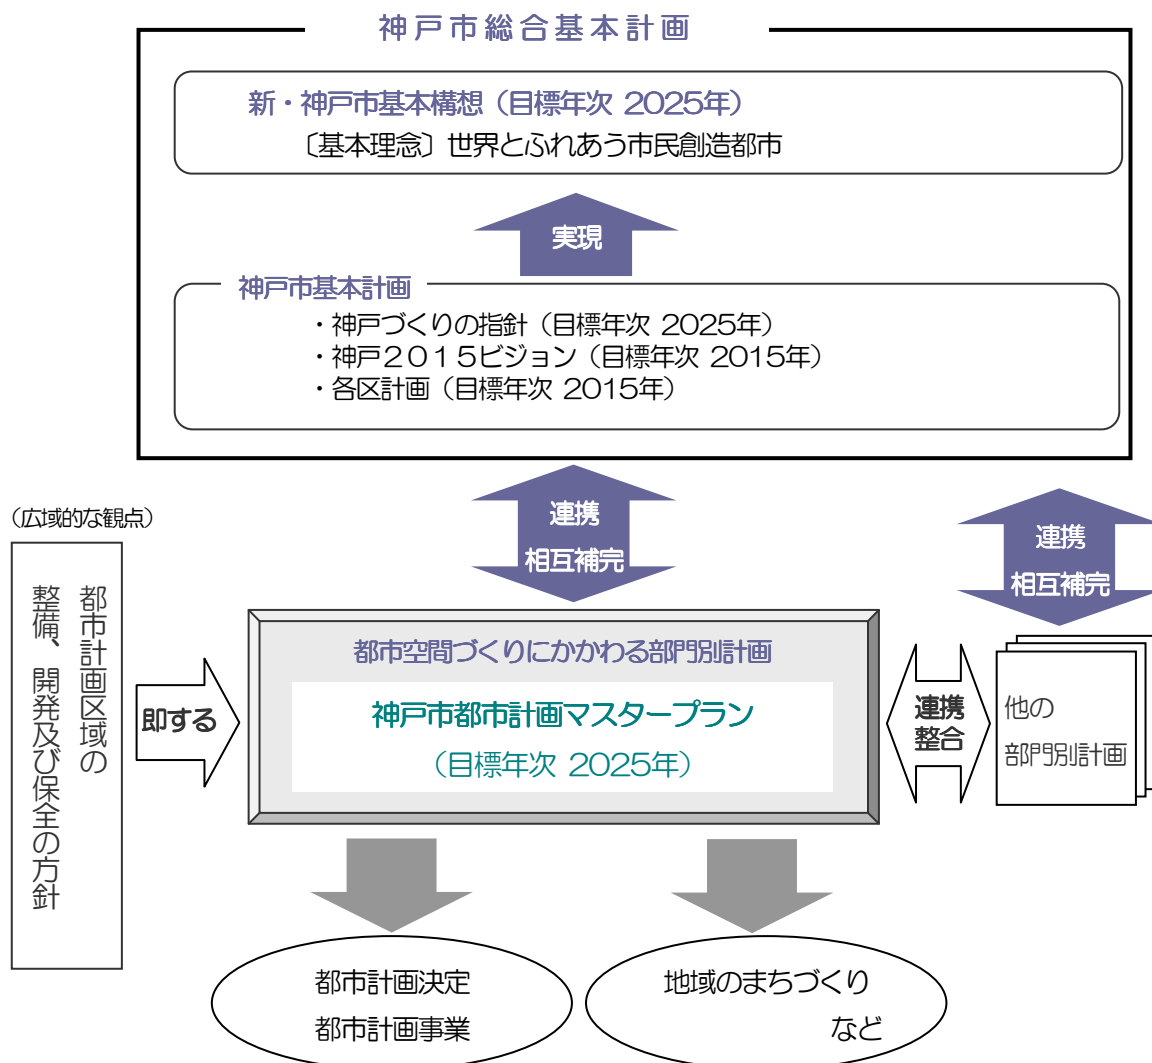 神戸市総合基本計画
新・神戸市基本構想（目標年次 2025年）
〔基本理念〕世界とふれあう市民創造都市
実現
神戸市基本計画
・神戸づくりの指針（目標年次 2025年）
・神戸２０１５ビジョン（目標年次 2015年）
・各区計画（目標年次 2015年）
連携
相互補完
連携
相互補完
（広域的な観点）
都市計画区域の
整備、開発及び保全の方針
即する
都市空間づくりにかかわる部門別計画
神戸市都市計画マスタープラン
（目標年次 2025年）
連携
整合
他の
部門別計画
都市計画決定
都市計画事業
地域のまちづくり
など